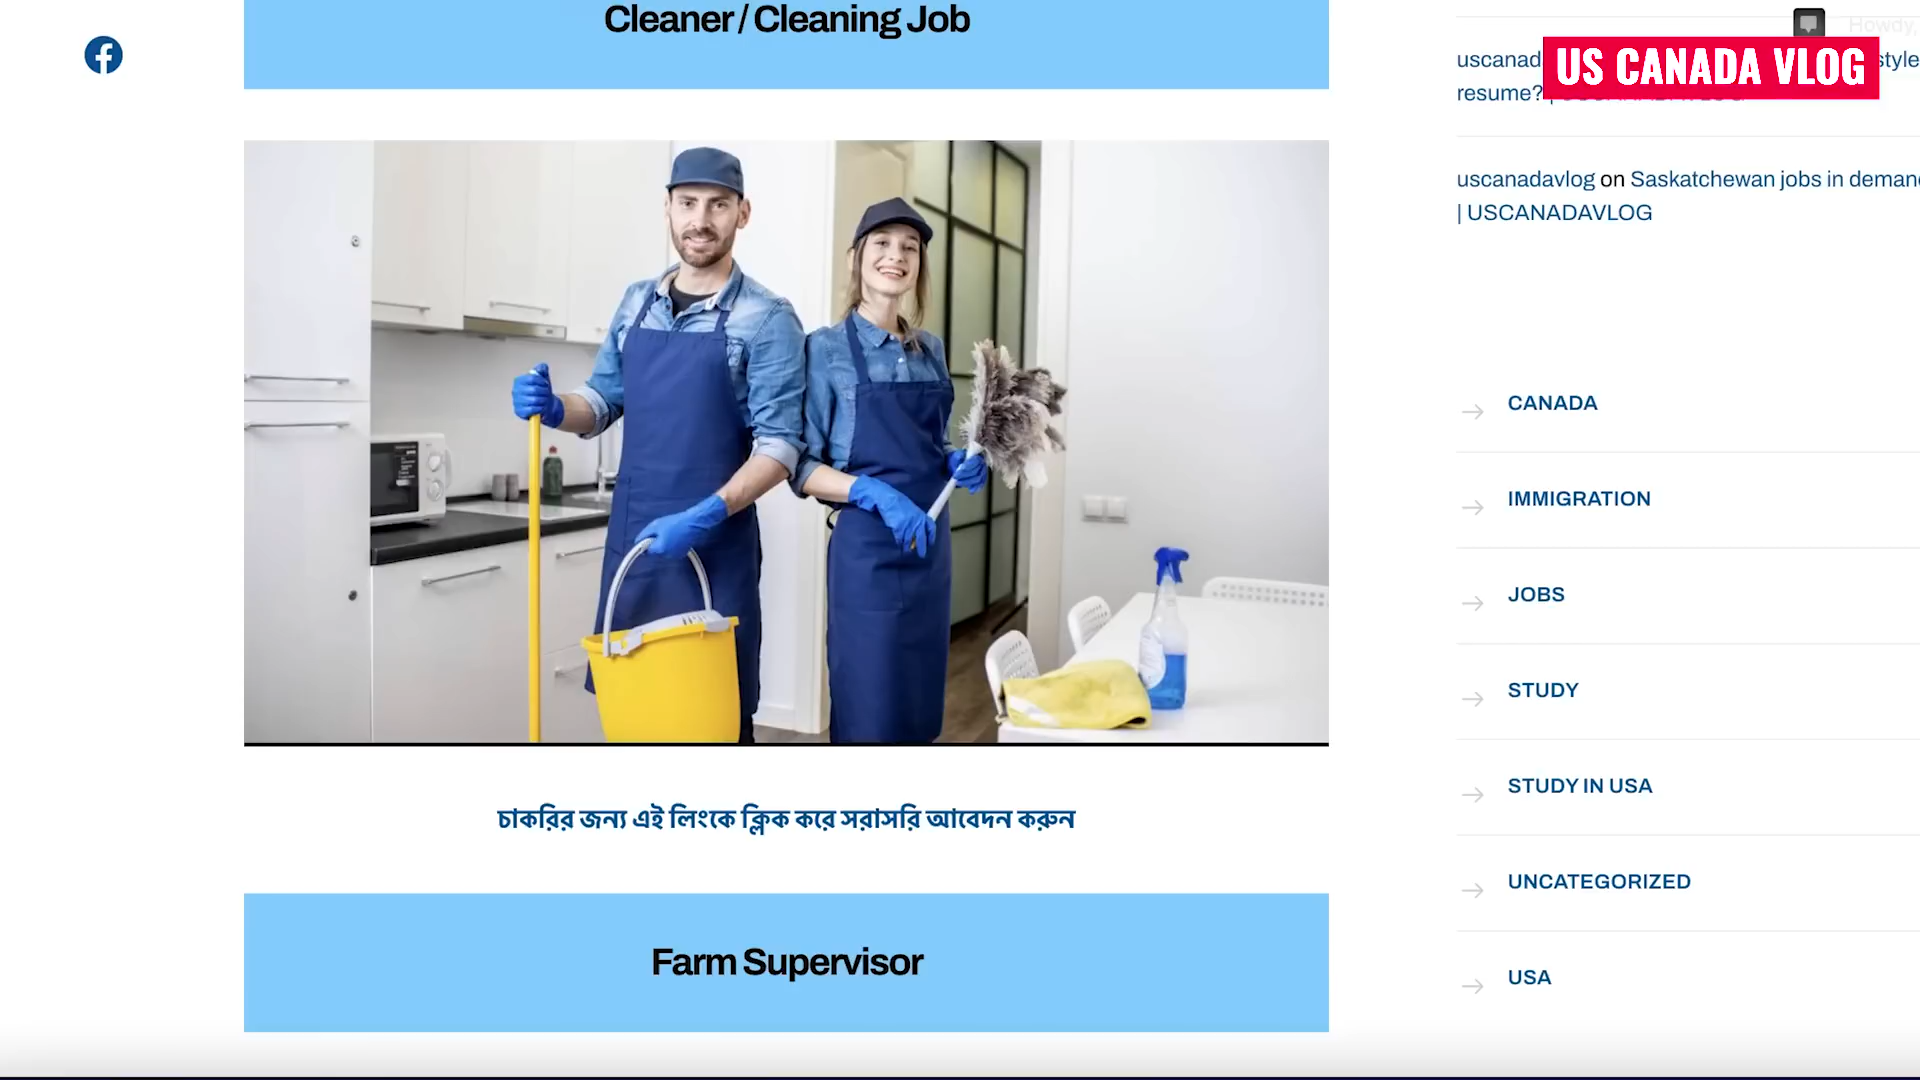 Cleaner / Cleaning Job
Howdy,
US CANADA VLOG
uscanad
style
resume?
uscanadavlog on Saskatchewan jobs in deman
| USCANADAVLOG
CANADA
IMMIGRATION
JOBS
STUDY
STUDY IN USA
UNCATEGORIZED
USA
চাকরির জন্য এই লিংকে ক্লিক করে সরাসরি আবেদন করুন
Farm Supervisor